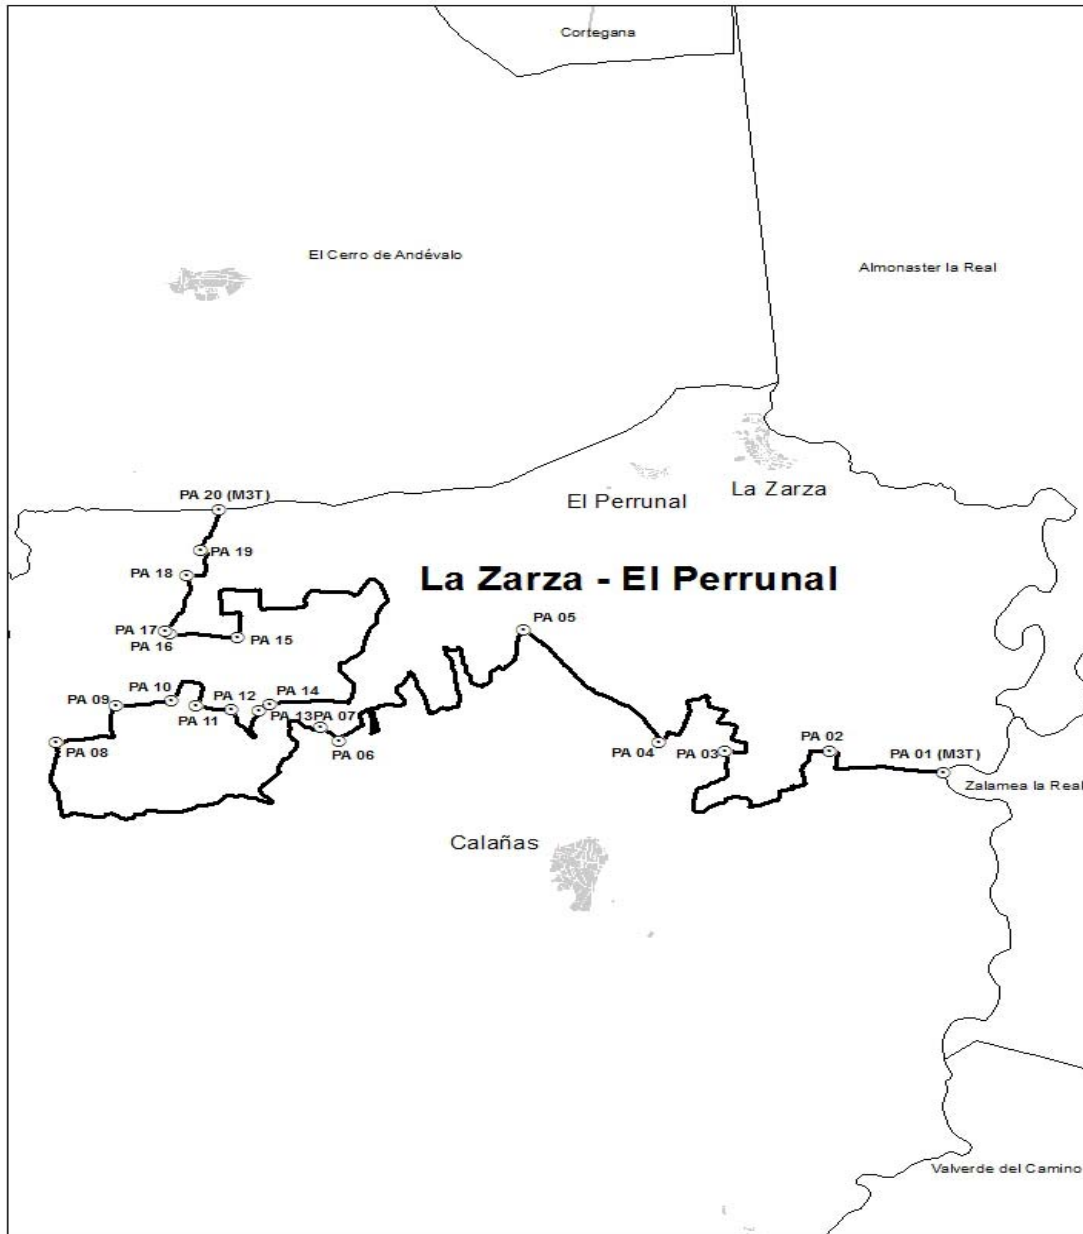 Cortegana
El Cerro de Andévalo
Almonaster la Real
La Zarza
El Perrunal
PA 20 (M3T)
PA 19
PA 18
La Zarza - El Perrunal
PA 17
PA 16
PA 15
PA 05
PA 10
PA 09
PA 12
PA 14
PA 11
PA 13
PA 07
PA 08
PA 06
PA 04
PA 03
PA 02
PA 01 (M3T)
Zalamea la Real
Calañas
Valverde del Camino